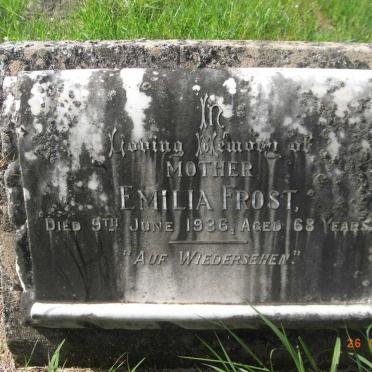 In
Loving Memory of
MOTHER
EMILIA FROST,
DIED 9TH JUNE 1936, AGED 68 YEARS.
"AUF WIEDERSEHEN"
26